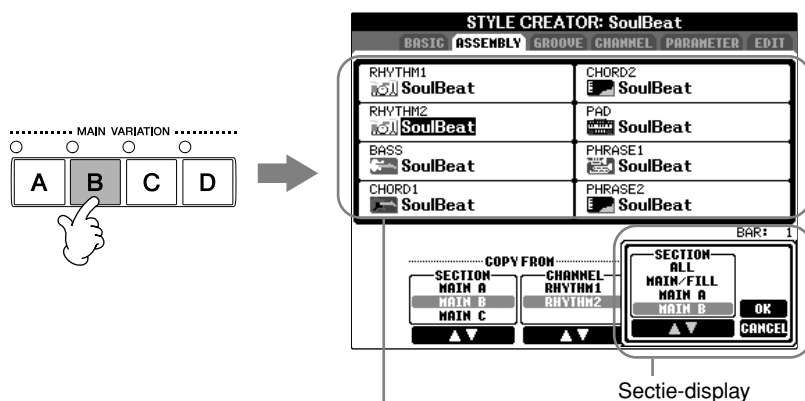 MAIN VARIATION
A B C D
STYLE CREATOR: SoulBeat
BASIC ASSEMBLY GROOVE CHANNEL PARAMETER EDIT
RHYTHM1
SoulBeat
CHORD2
SoulBeat
RHYTHM2
SoulBeat
PAD
SoulBeat
BASS
SoulBeat
PHRASE1
SoulBeat
CHORD1
SoulBeat
PHRASE2
SoulBeat
BAR: 1
COPY FROM
SECTION
MAIN A
MAIN B
MAIN C
CHANNEL
RHYTHM1
RHYTHM2
SECTION
ALL
MAIN/FILL
MAIN A
MAIN B
OK
CANCEL
Sectie-display